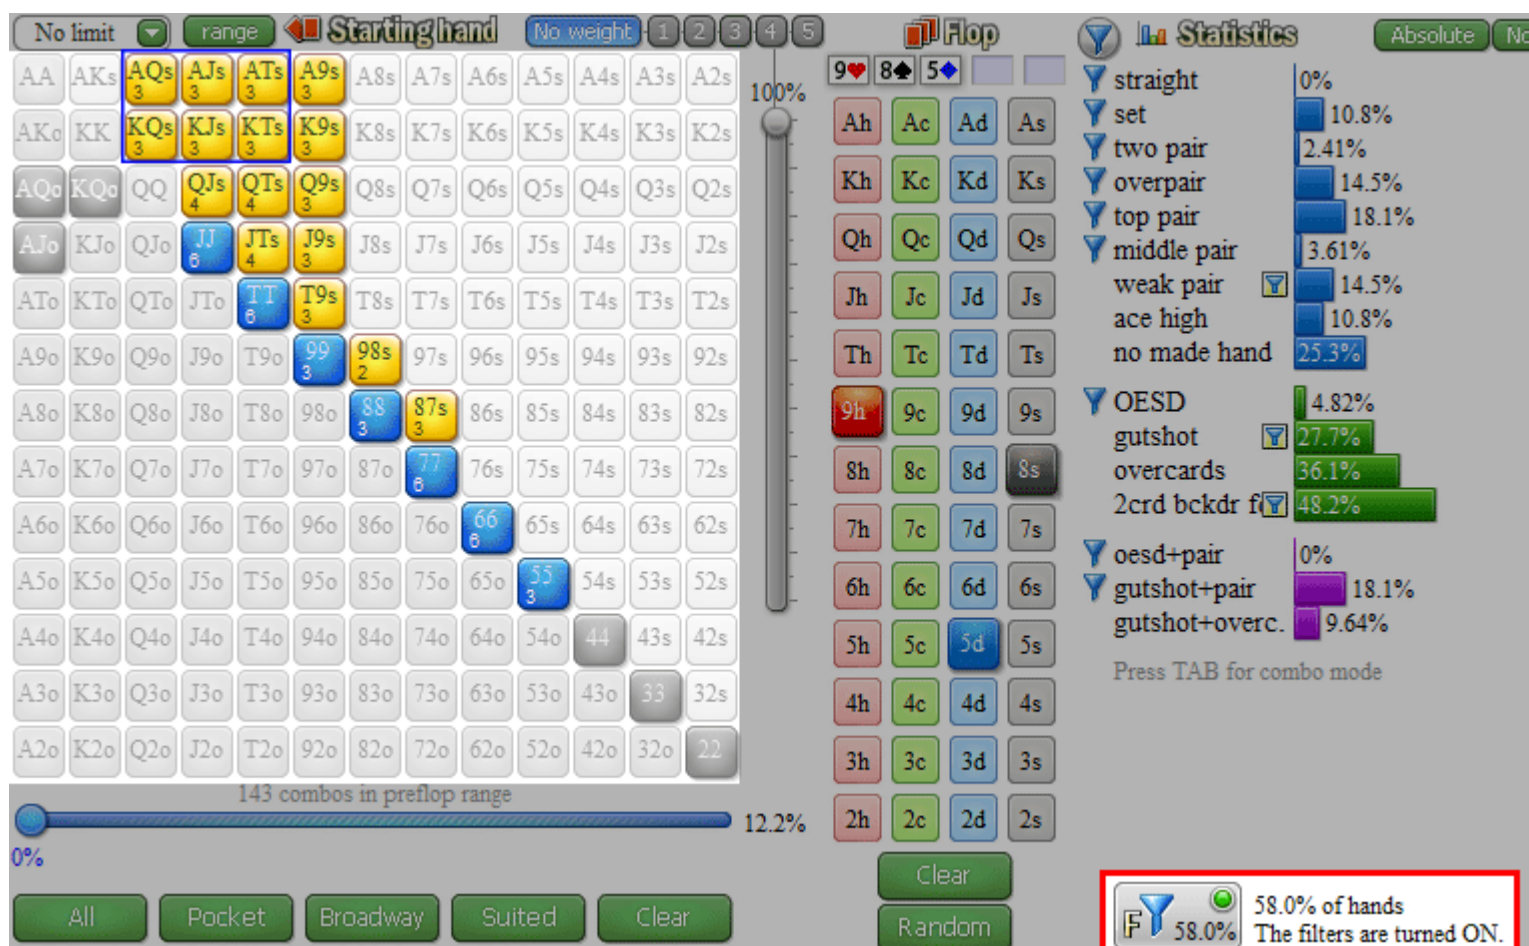 No limit range Starting hand No weight 1 2 3 4 5 Flop Statistics Absolute No
AA AKs AQs 3 AJs 3 ATs 3 A9s 3 A8s A7s A6s A5s A4s A3s A2s
AKo KK KQs 3 KJs 3 KTs 3 K9s 3 K8s K7s K6s K5s K4s K3s K2s
AQo KQo QQ QJs 4 QTs 4 Q9s 3 Q8s Q7s Q6s Q5s Q4s Q3s Q2s
AJo KJo QJo JJ 6 JTs 4 J9s 3 J8s J7s J6s J5s J4s J3s J2s
ATo KTo QTo JTo TT 6 T9s 3 T8s T7s T6s T5s T4s T3s T2s
A9o K9o Q9o J9o T9o 99 3 98s 2 97s 96s 95s 94s 93s 92s
A8o K8o Q8o J8o T8o 98o 88 3 87s 3 86s 85s 84s 83s 82s
A7o K7o Q7o J7o T7o 97o 87o 77 6 76s 75s 74s 73s 72s
A6o K6o Q6o J6o T6o 96o 86o 76o 66 6 65s 64s 63s 62s
A5o K5o Q5o J5o T5o 95o 85o 75o 65o 55 3 54s 53s 52s
A4o K4o Q4o J4o T4o 94o 84o 74o 64o 54o 44 43s 42s
A3o K3o Q3o J3o T3o 93o 83o 73o 63o 53o 43o 33 32s
A2o K2o Q2o J2o T2o 92o 82o 72o 62o 52o 42o 32o 22
143 combos in preflop range
12.2%
0%
All Pocket Broadway Suited Clear
100%
9♥ 8♠ 5♦
Ah Ac Ad As
Kh Kc Kd Ks
Qh Qc Qd Qs
Jh Jc Jd Js
Th Tc Td Ts
9h 9c 9d 9s
8h 8c 8d 8s
7h 7c 7d 7s
6h 6c 6d 6s
5h 5c 5d 5s
4h 4c 4d 4s
3h 3c 3d 3s
2h 2c 2d 2s
Clear
Random
straight 0%
set 10.8%
two pair 2.41%
overpair 14.5%
top pair 18.1%
middle pair 3.61%
weak pair 14.5%
ace high 10.8%
no made hand 25.3%
OESD 4.82%
gutshot 27.7%
overcards 36.1%
2crd bckdr f 48.2%
oesd+pair 0%
gutshot+pair 18.1%
gutshot+overc. 9.64%
Press TAB for combo mode
F 58.0%
58.0% of hands
The filters are turned ON.